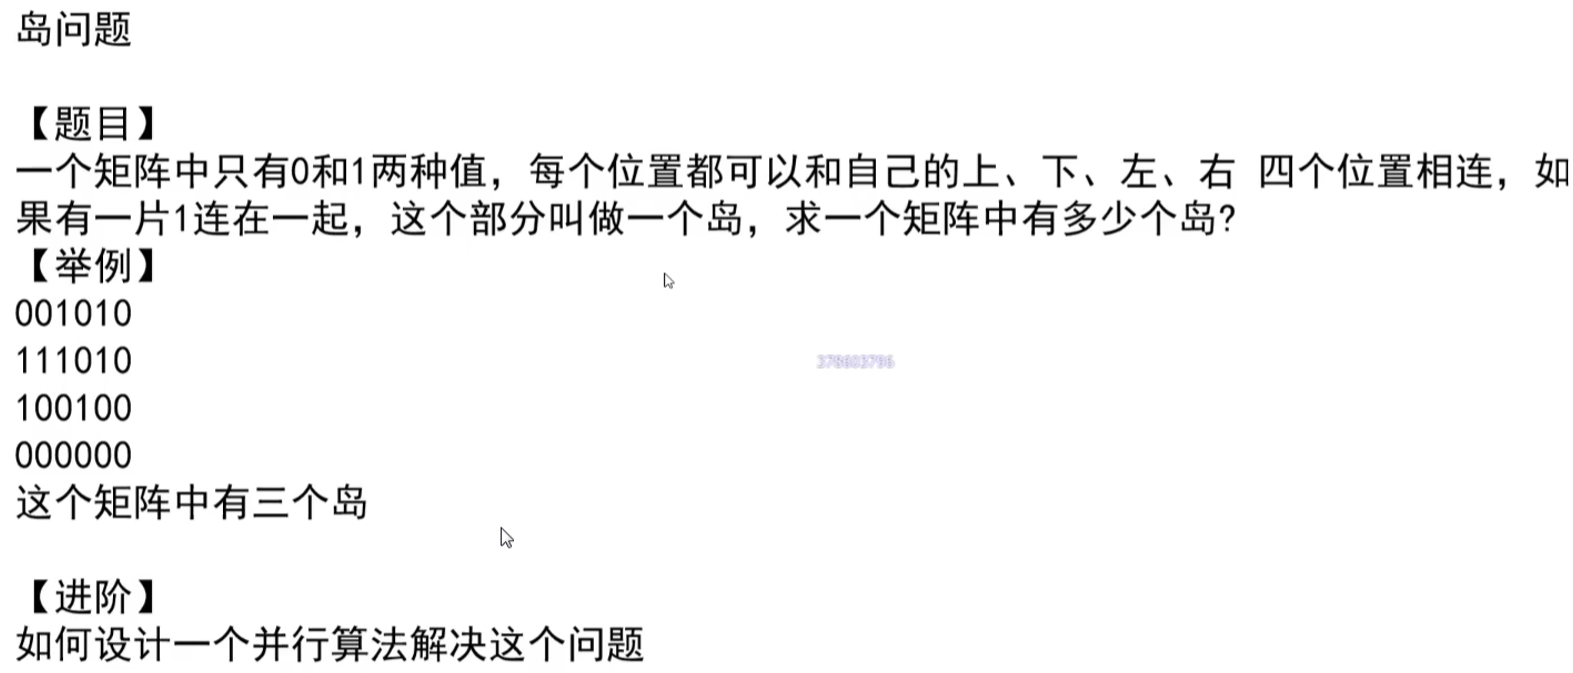 岛问题
【题目】
一个矩阵中只有0和1两种值，每个位置都可以和自己的上、下、左、右 四个位置相连，如
果有一片1连在一起，这个部分叫做一个岛，求一个矩阵中有多少个岛?
【举例】
001010
111010
100100
000000
这个矩阵中有三个岛
【进阶】
如何设计一个并行算法解决这个问题